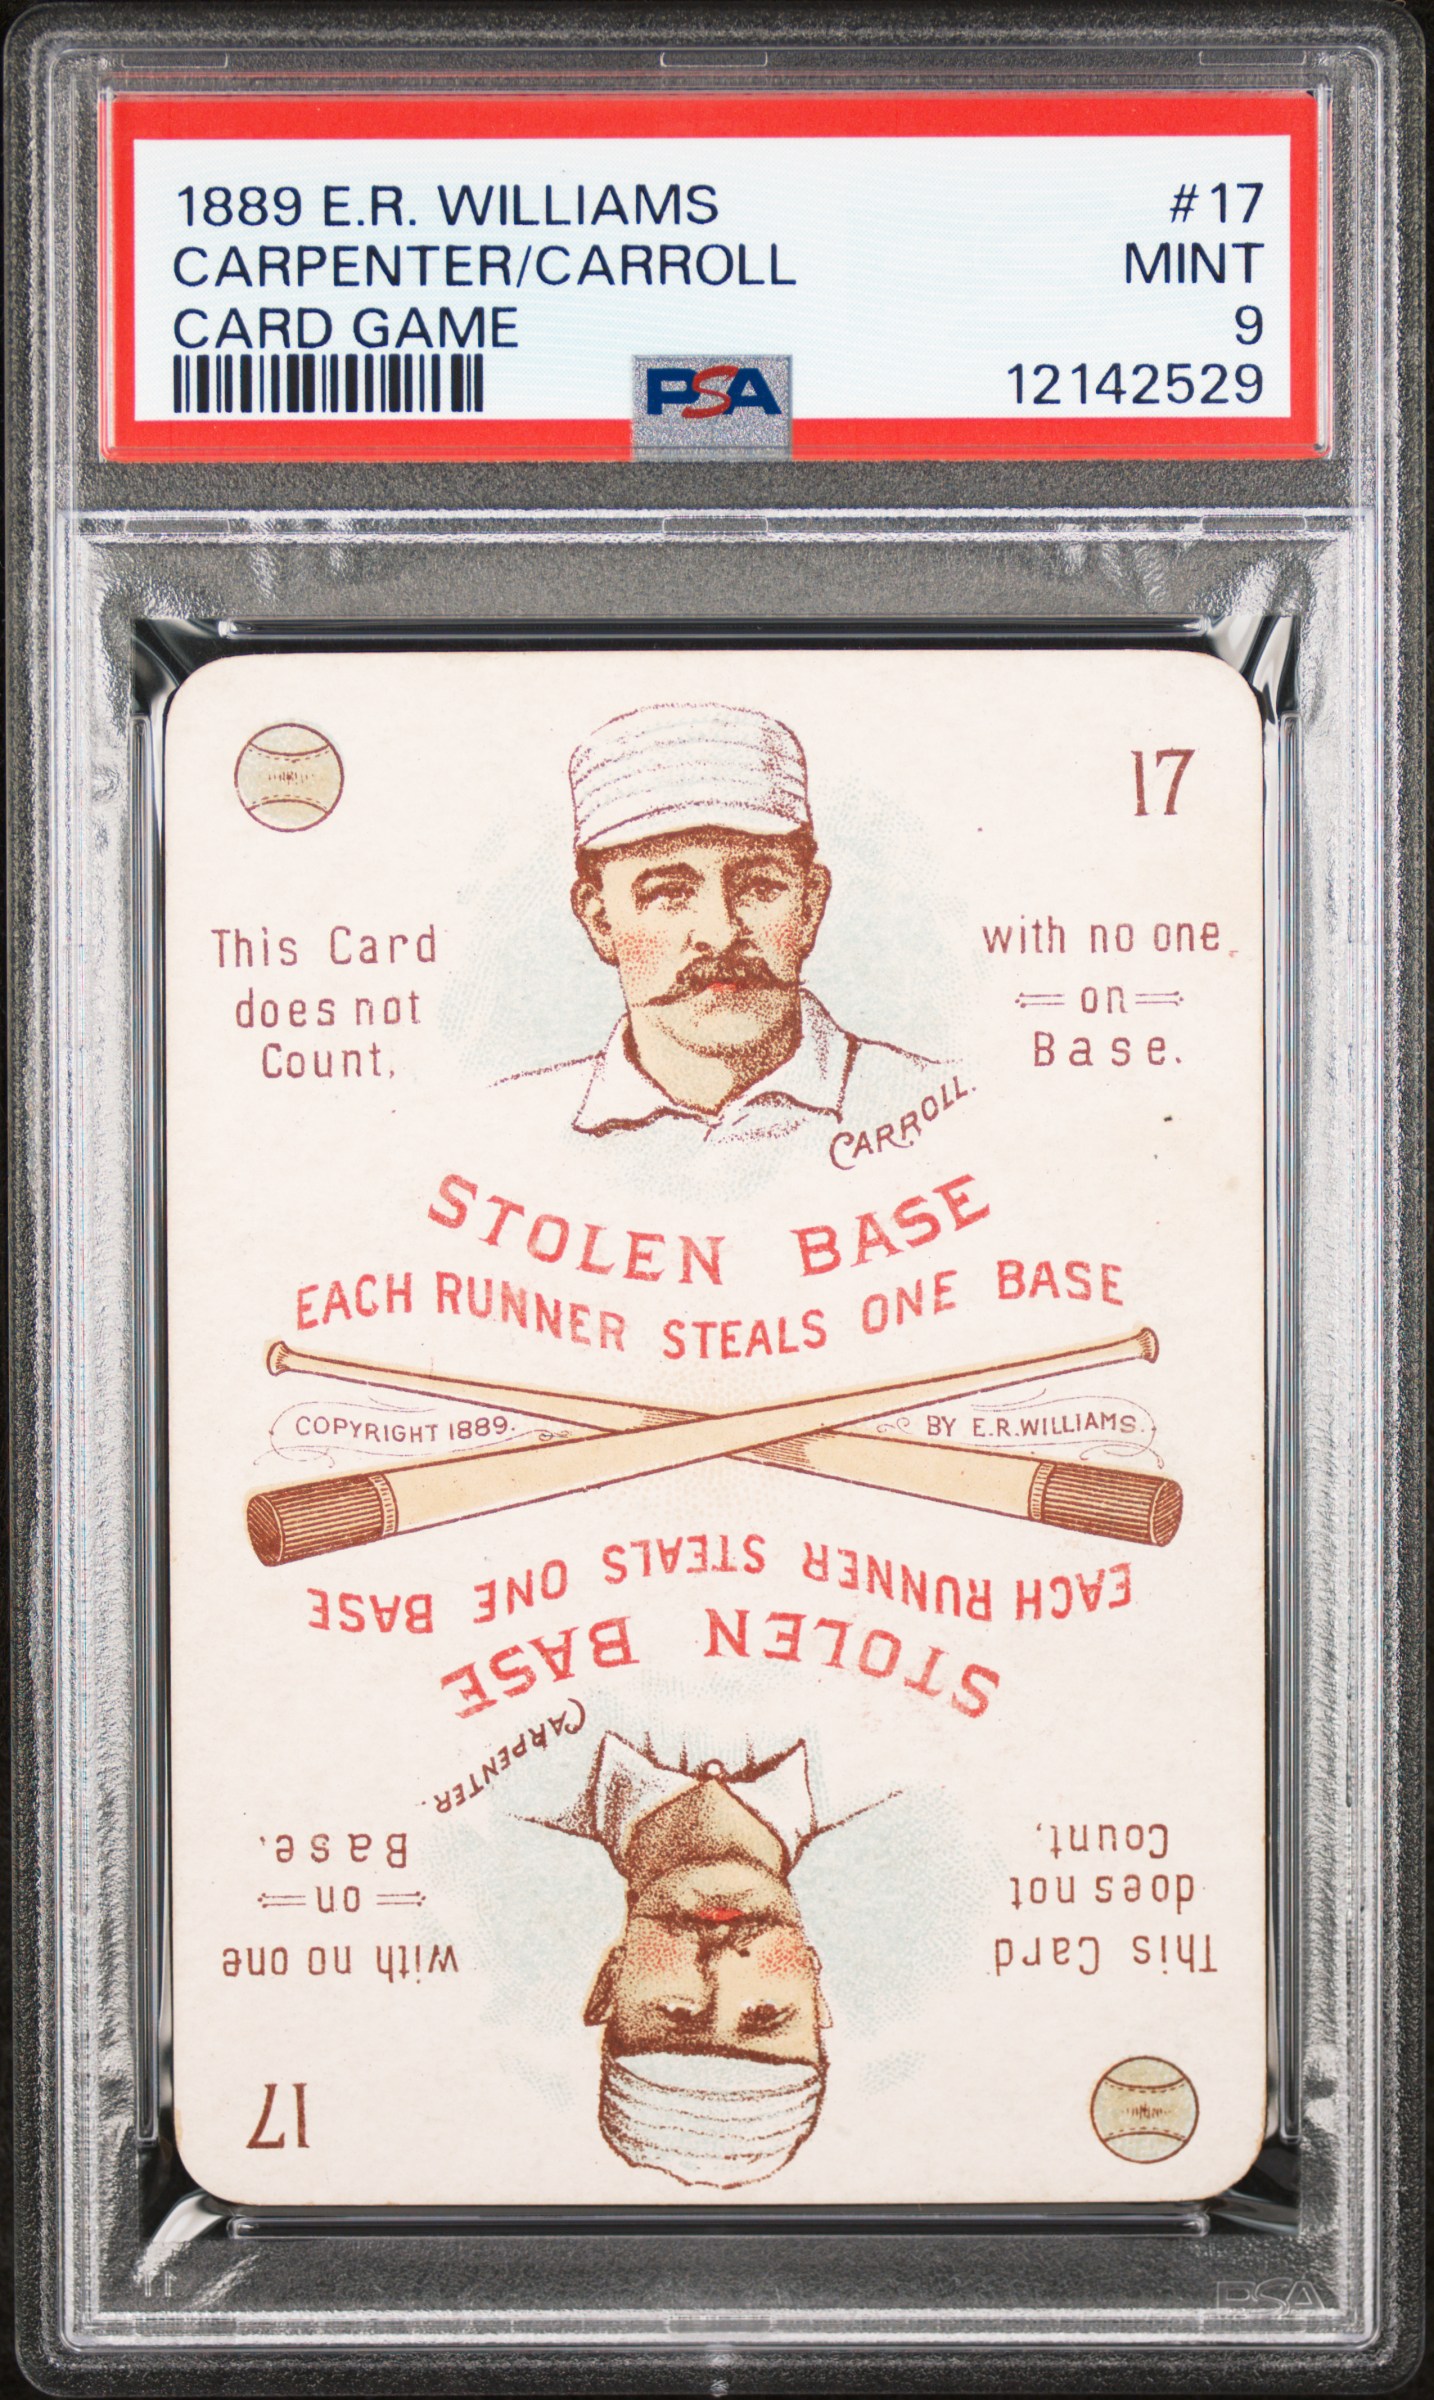 1889 E.R. WILLIAMS #17
CARPENTER/CARROLL MINT
CARD GAME 9
12142529
PSA
17
This Card
does not
Count,
with no one
on
Base.
CARROLL.
STOLEN BASE
EACH RUNNER STEALS ONE BASE
COPYRIGHT 1889. BY E.R. WILLIAMS.
EACH RUNNER STEALS ONE BASE
STOLEN BASE
CARPENTER.
This Card
does not
Count,
with no one
on
Base.
17
PSA